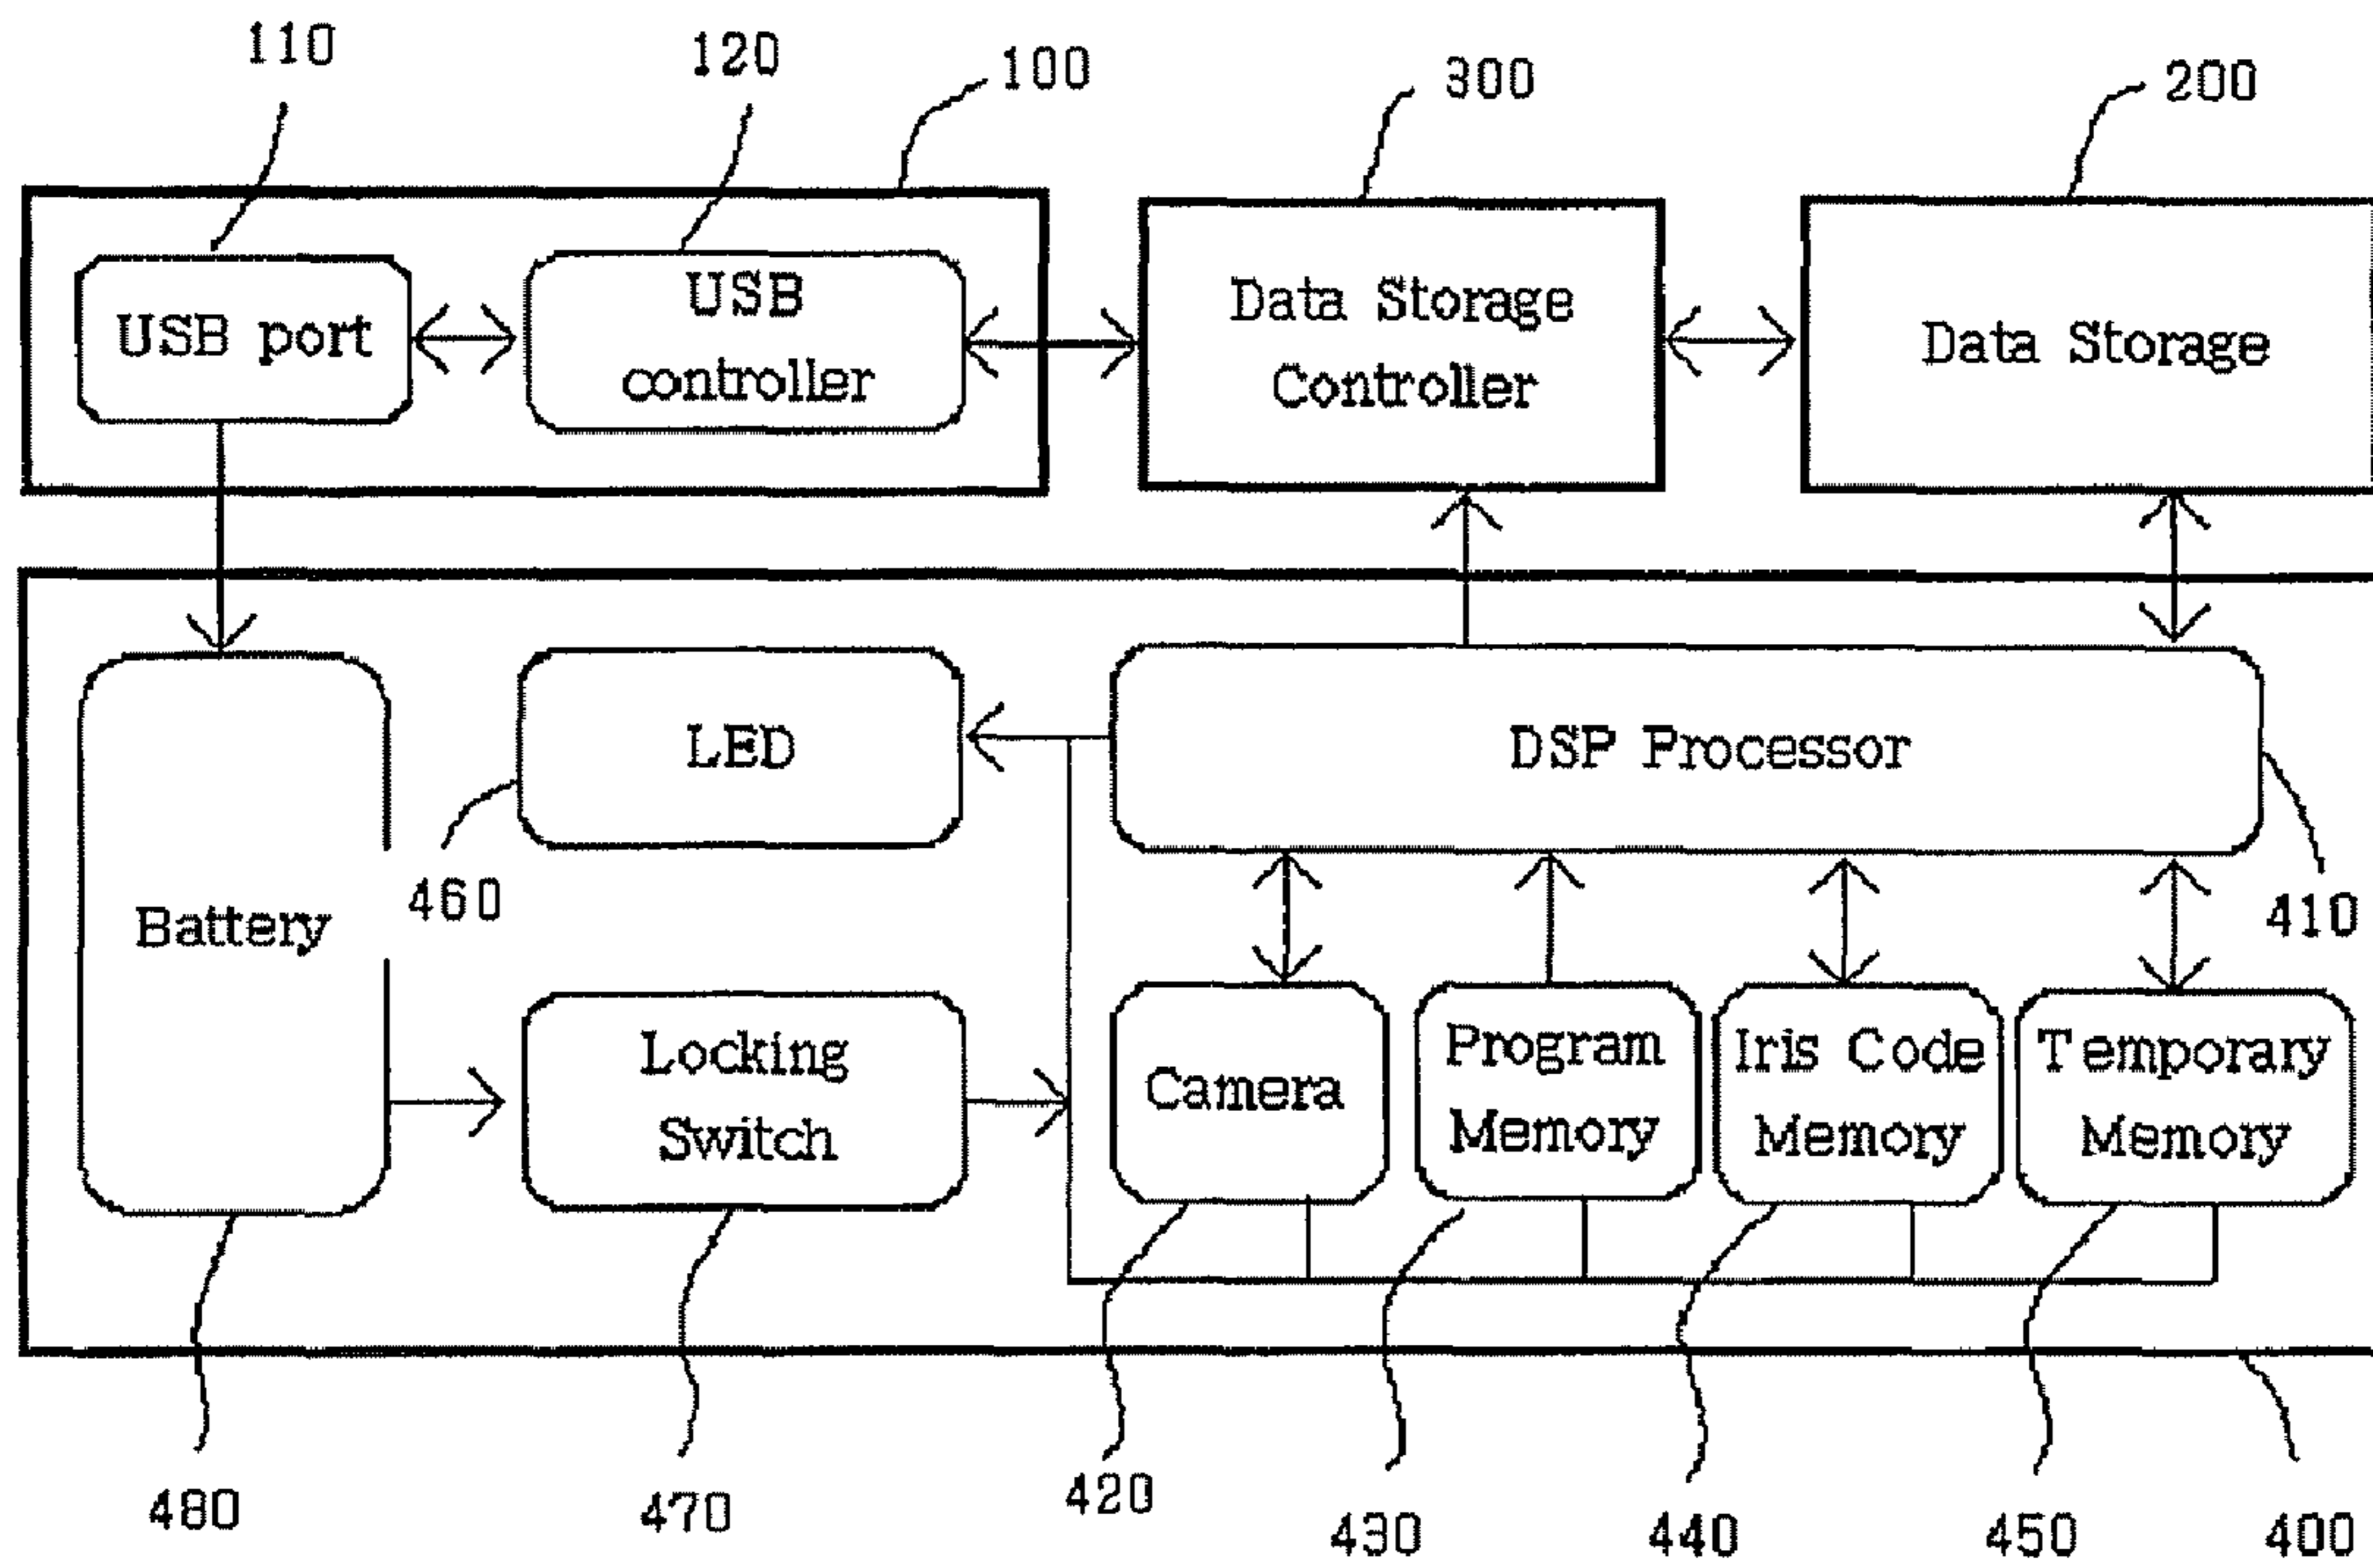 110
120
100
300
200
USB port
USB
controller
Data Storage
Controller
Data Storage
LED
DSP Processor
460
410
Battery
Locking
Switch
Camera
Program
Memory
Iris Code
Memory
Temporary
Memory
480
470
420
430
440
450
400